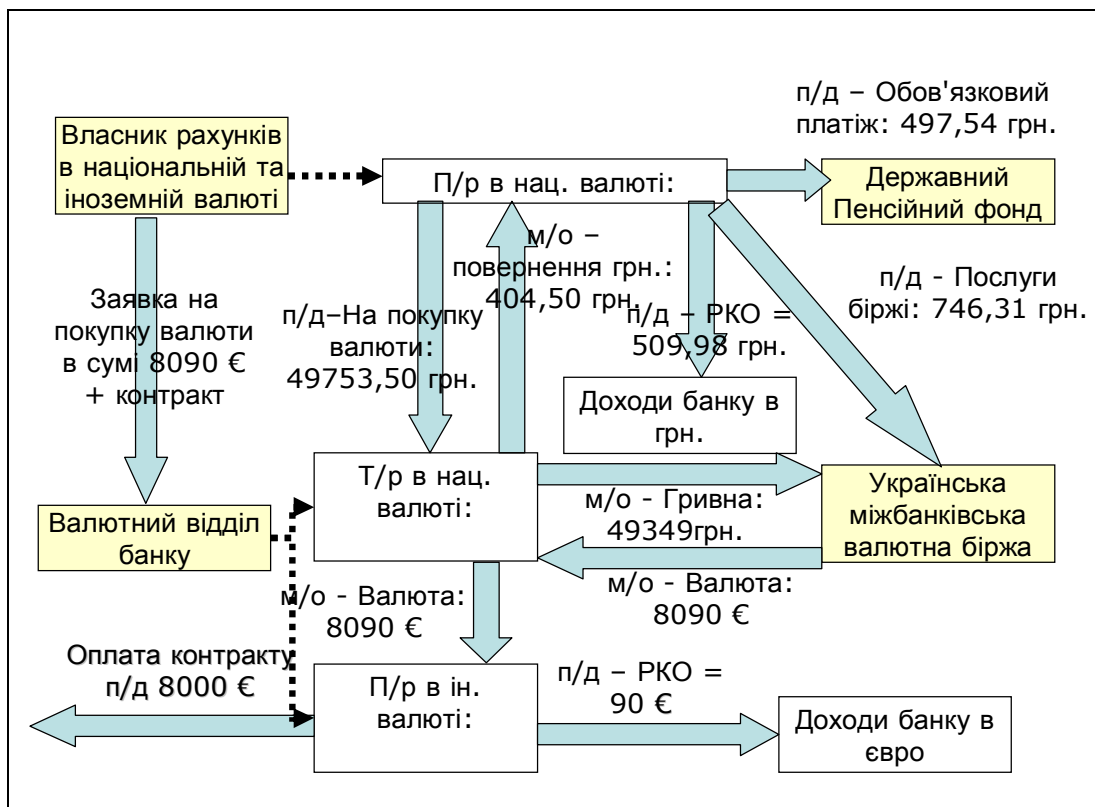 п/д – Обов'язковий
платіж: 497,54 грн.
Власник рахунків
в національній та
іноземній валюті
П/р в нац. валюті:
Державний
Пенсійний фонд
м/о –
повернення грн.:
404,50 грн.
п/д - Послуги
біржі: 746,31 грн.
Заявка на
покупку валюти
в сумі 8090 €
+ контракт
п/д–На покупку
валюти:
49753,50 грн.
п/д – РКО =
509,98 грн.
Доходи банку в
грн.
Т/р в нац.
валюті:
Українська
міжбанківська
валютна біржа
Валютний відділ
банку
м/о - Гривна:
49349грн.
м/о - Валюта:
8090 €
м/о - Валюта:
8090 €
Оплата контракту
п/д 8000 €
П/р в ін.
валюті:
п/д – РКО =
90 €
Доходи банку в
євро